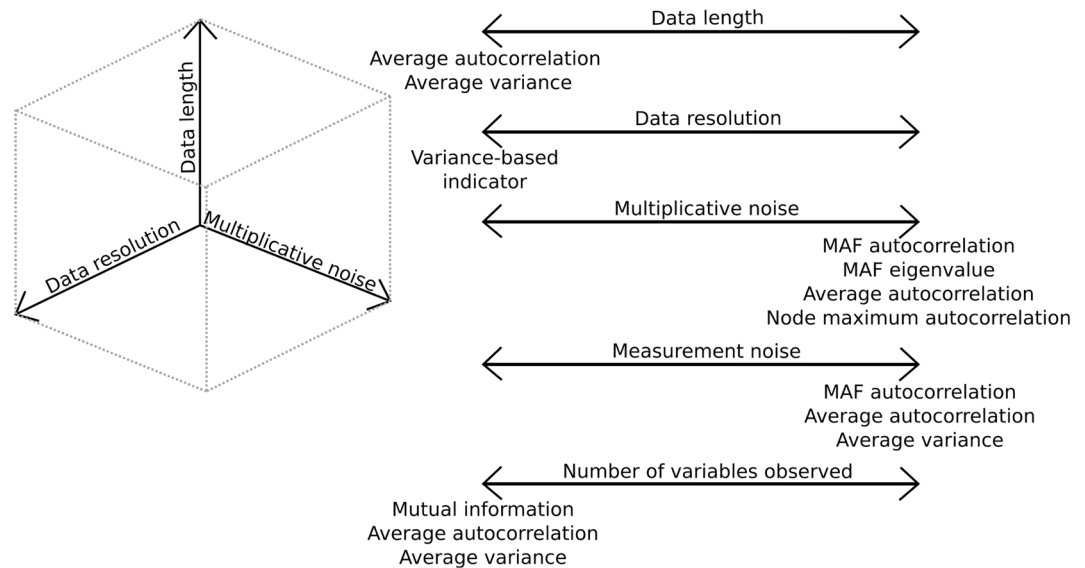 Data length
Data resolution
Multiplicative noise
Data length
Average autocorrelation
Average variance
Data resolution
Variance-based
indicator
Multiplicative noise
MAF autocorrelation
MAF eigenvalue
Average autocorrelation
Node maximum autocorrelation
Measurement noise
MAF autocorrelation
Average autocorrelation
Average variance
Number of variables observed
Mutual information
Average autocorrelation
Average variance